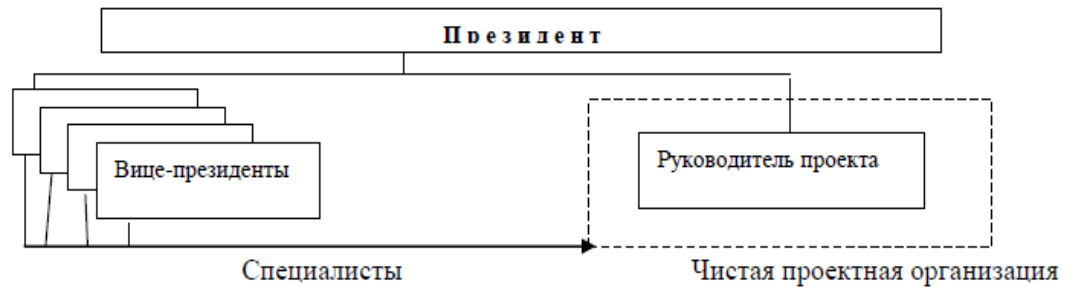 Президент
Вице-президенты
Руководитель проекта
Специалисты
Чистая проектная организация